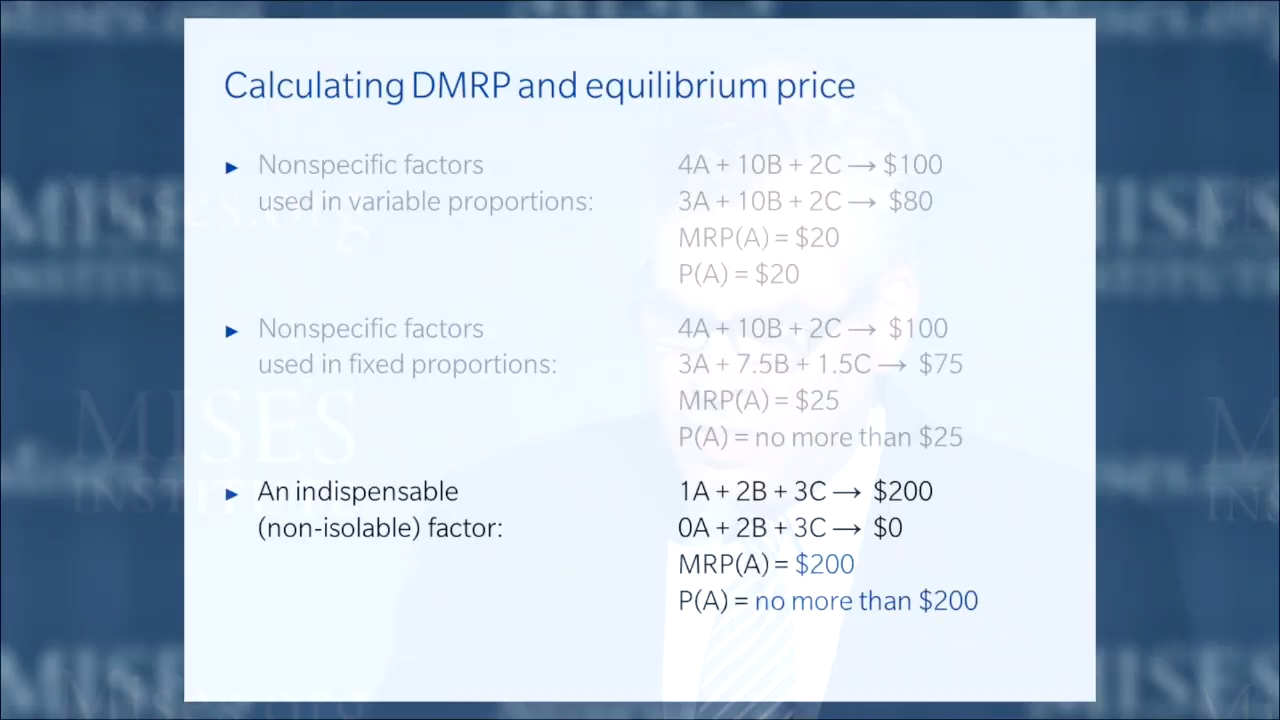 Calculating DMRP and equilibrium price
► Nonspecific factors
used in variable proportions:
4A + 10B + 2C → $100
3A + 10B + 2C → $80
MRP(A) = $20
P(A) = $20
► Nonspecific factors
used in fixed proportions:
4A + 10B + 2C → $100
3A + 7.5B + 1.5C → $75
MRP(A) = $25
P(A) = no more than $25
► An indispensable
(non-isolable) factor:
1A + 2B + 3C → $200
0A + 2B + 3C → $0
MRP(A) = $200
P(A) = no more than $200
MISES